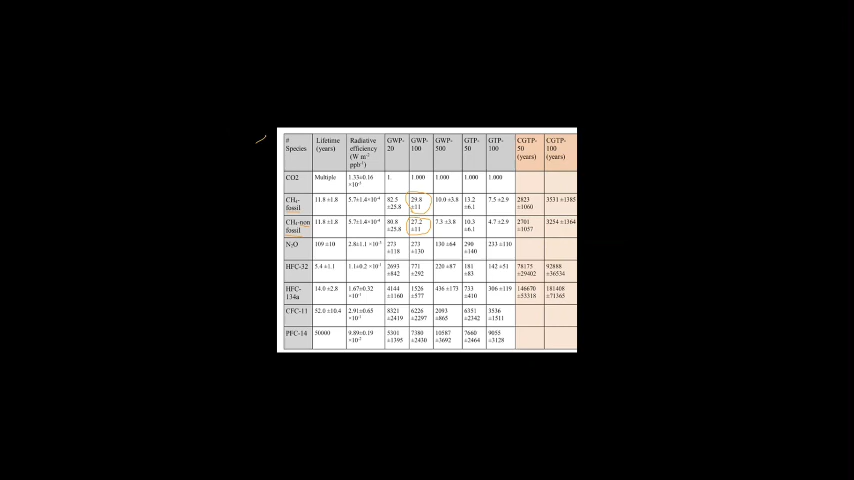 # Species Lifetime (years) Radiative efficiency (W m-2 ppb-1) GWP-20 GWP-100 GWP-500 GTP-50 GTP-100 CGTP-50 (years) CGTP-100 (years)
CO2 Multiple 1.33±0.16 ×10-5 1. 1.000 1.000 1.000 1.000
CH4-fossil 11.8 ±1.8 5.7±1.4×10-4 82.5 ±25.8 29.8 ±11 10.0 ±3.8 13.2 ±6.1 7.5 ±2.9 2823 ±1060 3531 ±1385
CH4-non fossil 11.8 ±1.8 5.7±1.4×10-4 80.8 ±25.8 27.2 ±11 7.3 ±3.8 10.3 ±6.1 4.7 ±2.9 2701 ±1057 3254 ±1364
N2O 109 ±10 2.8±1.1 ×10-3 273 ±118 273 ±130 130 ±64 290 ±140 233 ±110
HFC-32 5.4 ±1.1 1.1±0.2 ×10-1 2693 ±842 771 ±292 220 ±87 181 ±83 142 ±51 78175 ±29402 92888 ±36534
HFC-134a 14.0 ±2.8 1.67±0.32 ×10-1 4144 ±1160 1526 ±577 436 ±173 733 ±410 306 ±119 146670 ±53318 181408 ±71365
CFC-11 52.0 ±10.4 2.91±0.65 ×10-1 8321 ±2419 6226 ±2297 2093 ±865 6351 ±2342 3536 ±1511
PFC-14 50000 9.89±0.19 ×10-2 5301 ±1395 7380 ±2430 10587 ±3692 7660 ±2464 9055 ±3128